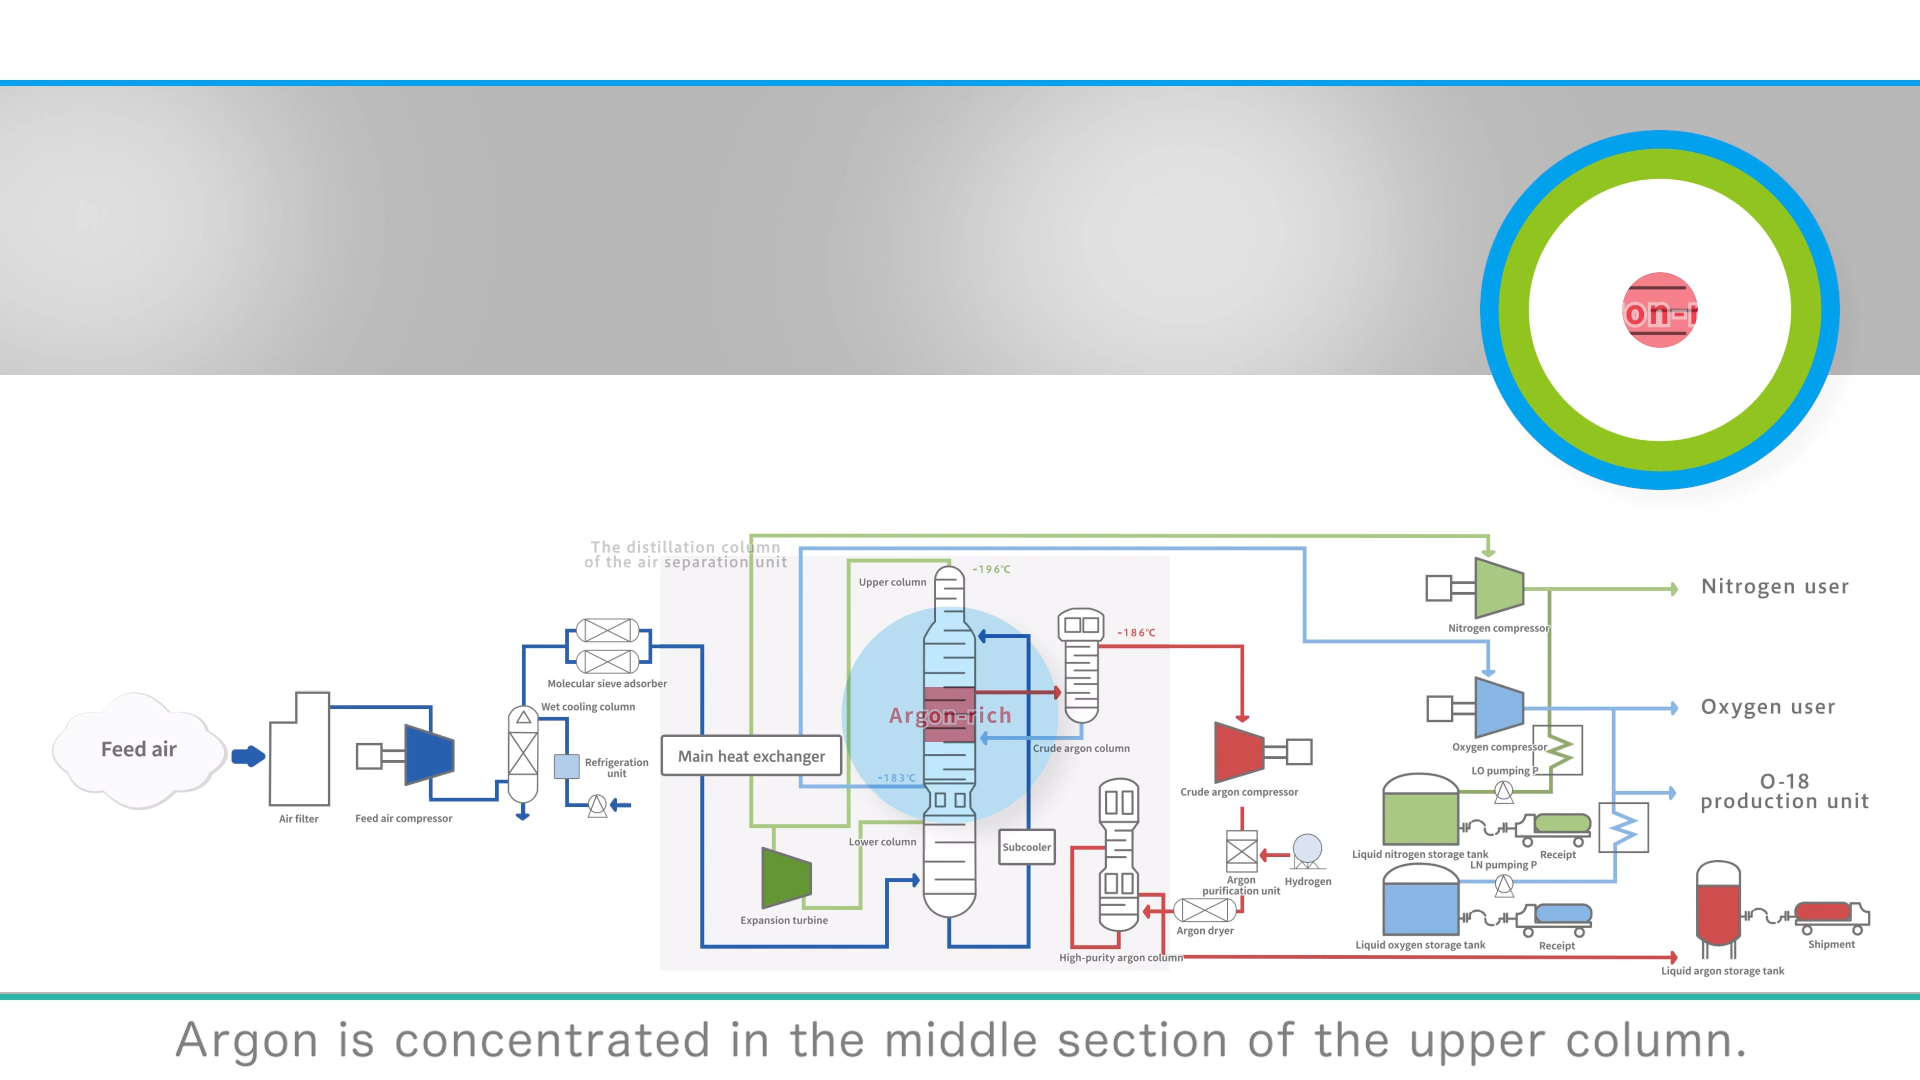 on-r
The distillation column
of the air separation unit
-196℃
Upper column
Nitrogen user
Nitrogen compressor
-186℃
Molecular sieve adsorber
Wet cooling column
Argon-rich
Oxygen user
Feed air
Main heat exchanger
Crude argon column
Oxygen compressor
Refrigeration
unit
-183℃
LO pumping P
O-18
production unit
Crude argon compressor
Air filter
Feed air compressor
Lower column
Subcooler
Liquid nitrogen storage tank
Receipt
LN pumping P
Argon
purification unit
Hydrogen
Expansion turbine
Argon dryer
Liquid oxygen storage tank
Receipt
Shipment
High-purity argon column
Liquid argon storage tank
Argon is concentrated in the middle section of the upper column.